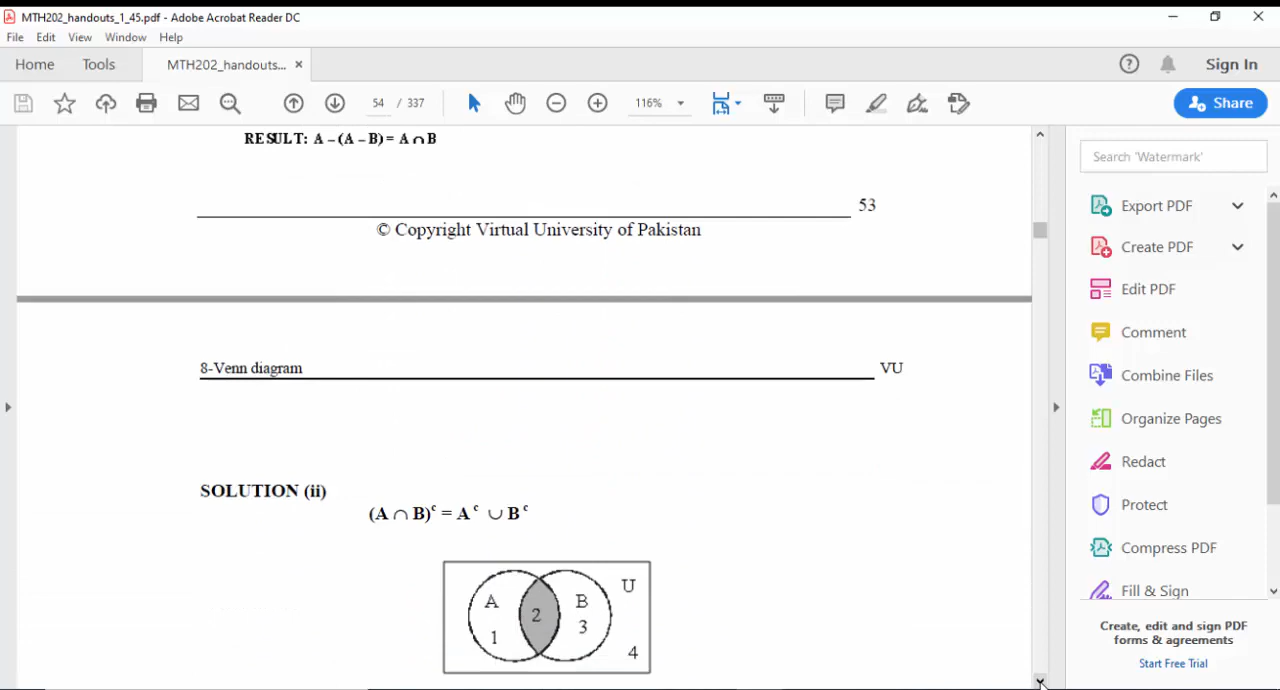 MTH202_handouts_1_45.pdf - Adobe Acrobat Reader DC
File Edit View Window Help
Home Tools MTH202_handouts... × Sign In
54 / 337 116% Share
RESULT: A – (A – B) = A ∩ B
53
© Copyright Virtual University of Pakistan
8-Venn diagram VU
SOLUTION (ii)
(A ∩ B)ᶜ = Aᶜ ∪ Bᶜ
A B U
1 2 3 4
Search 'Watermark'
Export PDF
Create PDF
Edit PDF
Comment
Combine Files
Organize Pages
Redact
Protect
Compress PDF
Fill & Sign
Create, edit and sign PDF
forms & agreements
Start Free Trial